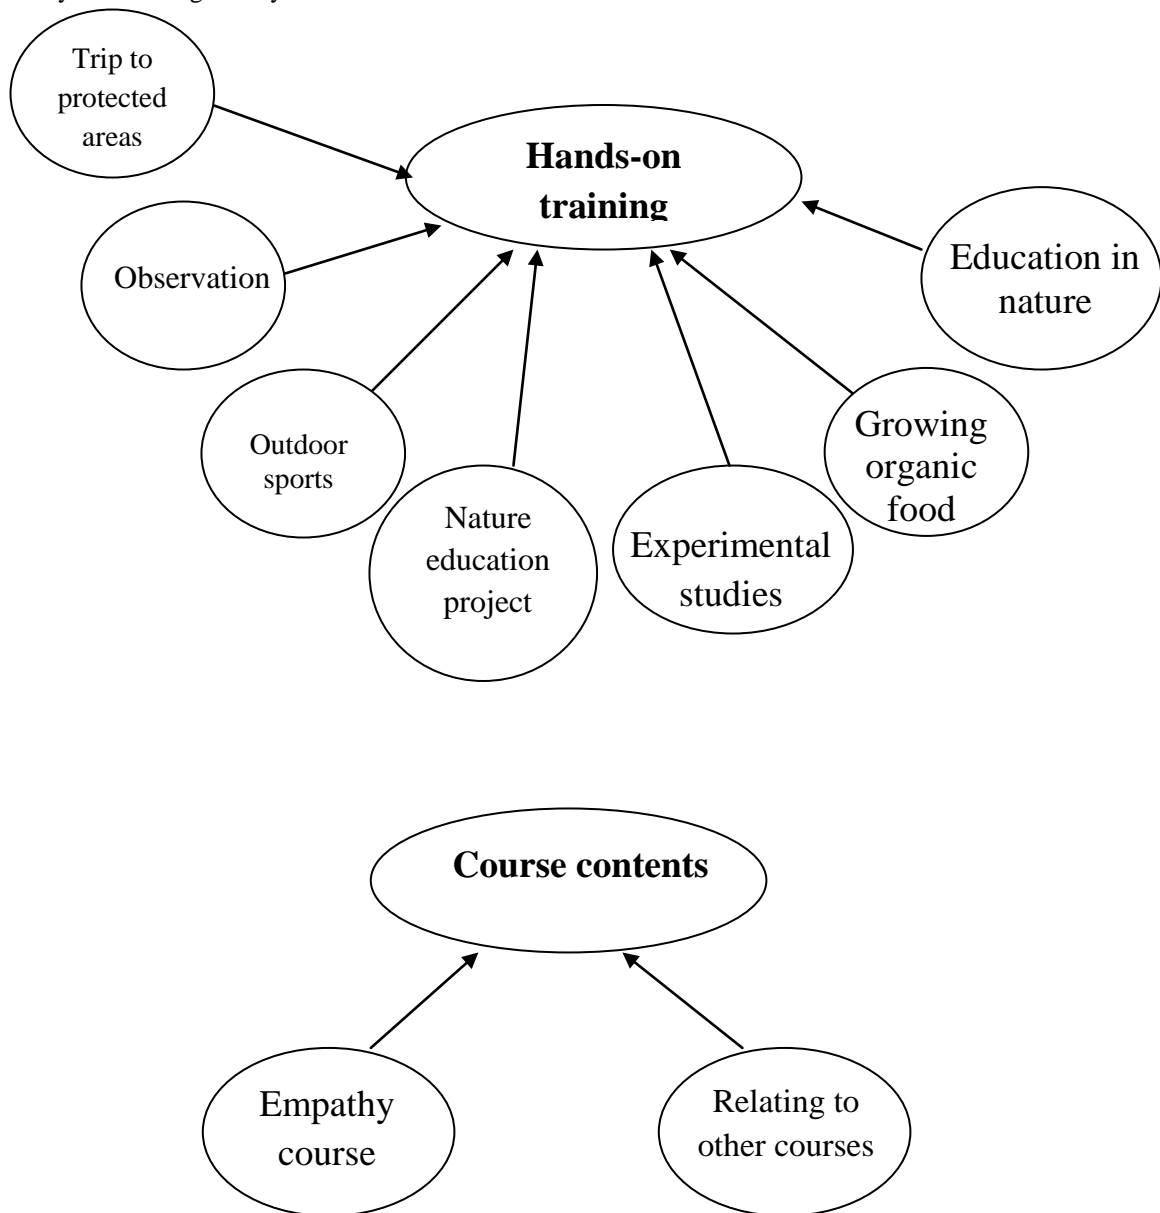 Trip to
protected
areas
Hands-on
training
Observation
Education in
nature
Outdoor
sports
Growing
organic
food
Nature
education
project
Experimental
studies
Course contents
Empathy
course
Relating to
other courses